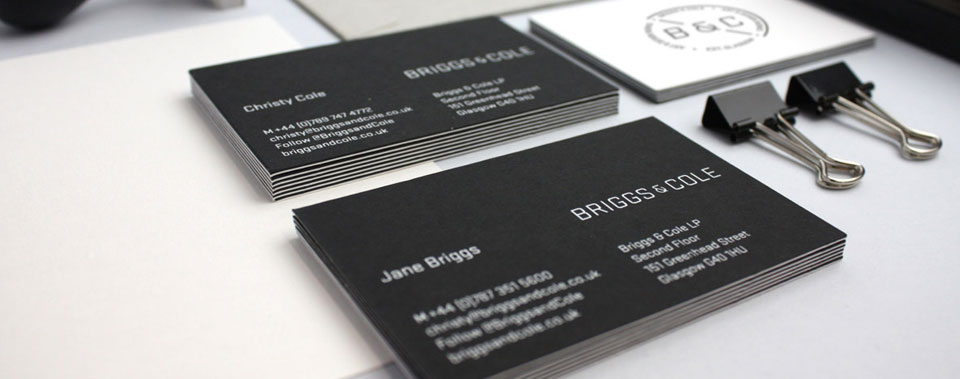 BRIGGS & COLE
Christy Cole
M +44 (0)789 747 4772
christy@briggsandcole.co.uk
Follow @BriggsandCole
briggsandcole.co.uk
Briggs & Cole LP
Second Floor
151 Greenhead Street
Glasgow G40 1HU
B & C
BRIGGS & COLE
Jane Briggs
M +44 (0)787 351 5600
christy@briggsandcole.co.uk
Follow @BriggsandCole
briggsandcole.co.uk
Briggs & Cole LP
Second Floor
151 Greenhead Street
Glasgow G40 1HU